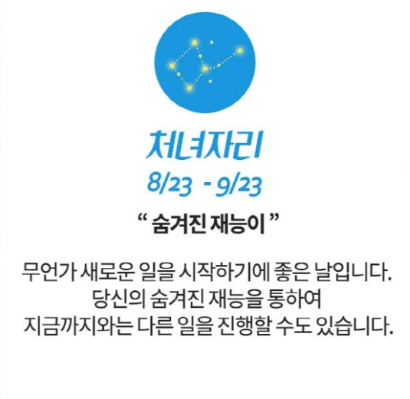 처녀자리
8/23 - 9/23
“ 숨겨진 재능이 ”
무언가 새로운 일을 시작하기에 좋은 날입니다.
당신의 숨겨진 재능을 통하여
지금까지와는 다른 일을 진행할 수도 있습니다.